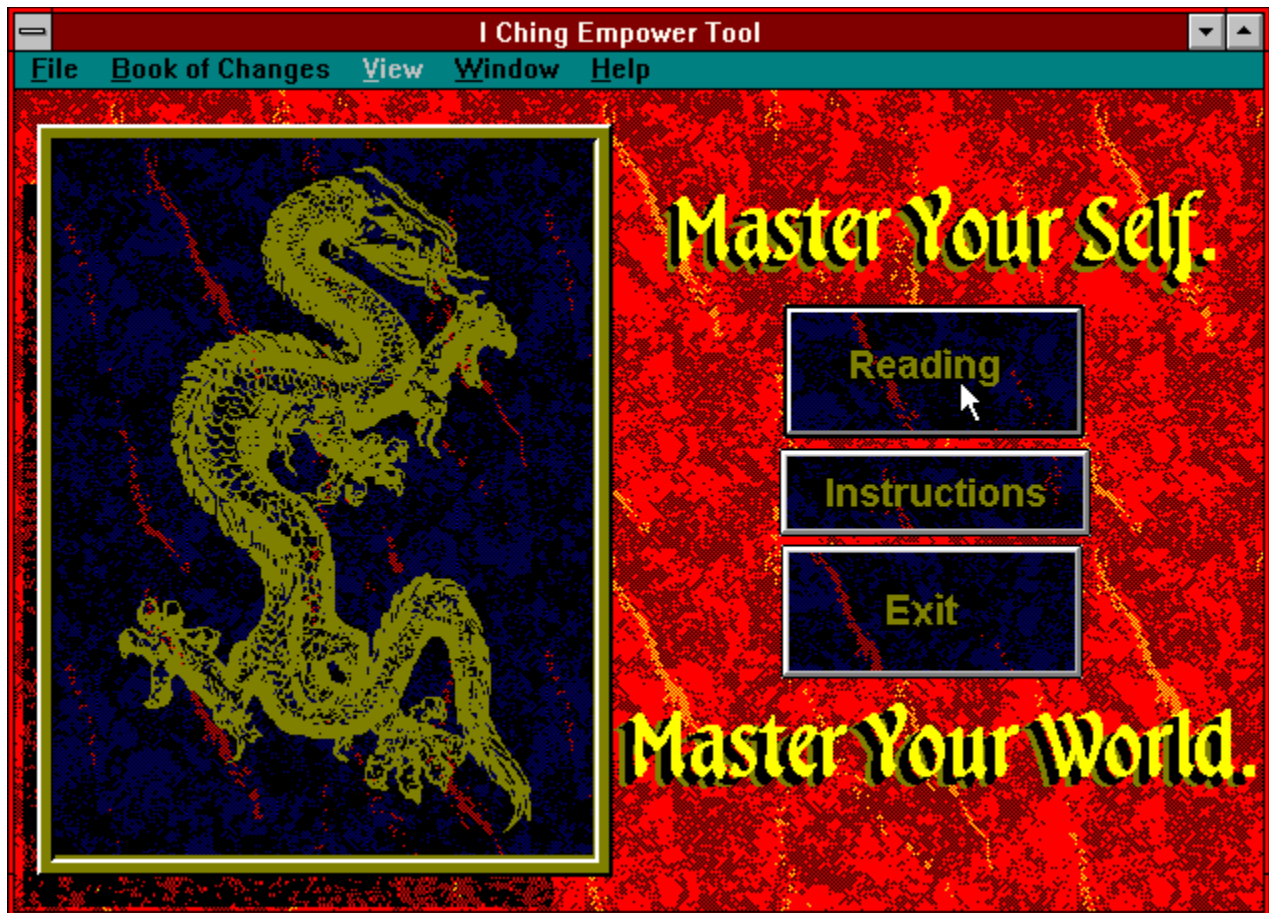 I Ching Empower Tool
File Book of Changes View Window Help
Master Your Self.
Reading
Instructions
Exit
Master Your World.